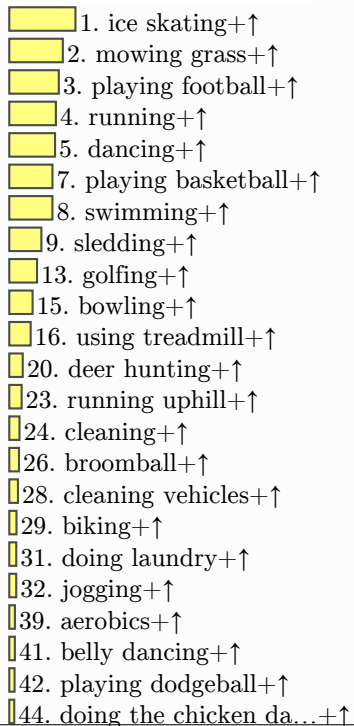 1. ice skating+↑
2. mowing grass+↑
3. playing football+↑
4. running+↑
5. dancing+↑
7. playing basketball+↑
8. swimming+↑
9. sledding+↑
13. golfing+↑
15. bowling+↑
16. using treadmill+↑
20. deer hunting+↑
23. running uphill+↑
24. cleaning+↑
26. broomball+↑
28. cleaning vehicles+↑
29. biking+↑
31. doing laundry+↑
32. jogging+↑
39. aerobics+↑
41. belly dancing+↑
42. playing dodgeball+↑
44. doing the chicken da...+↑